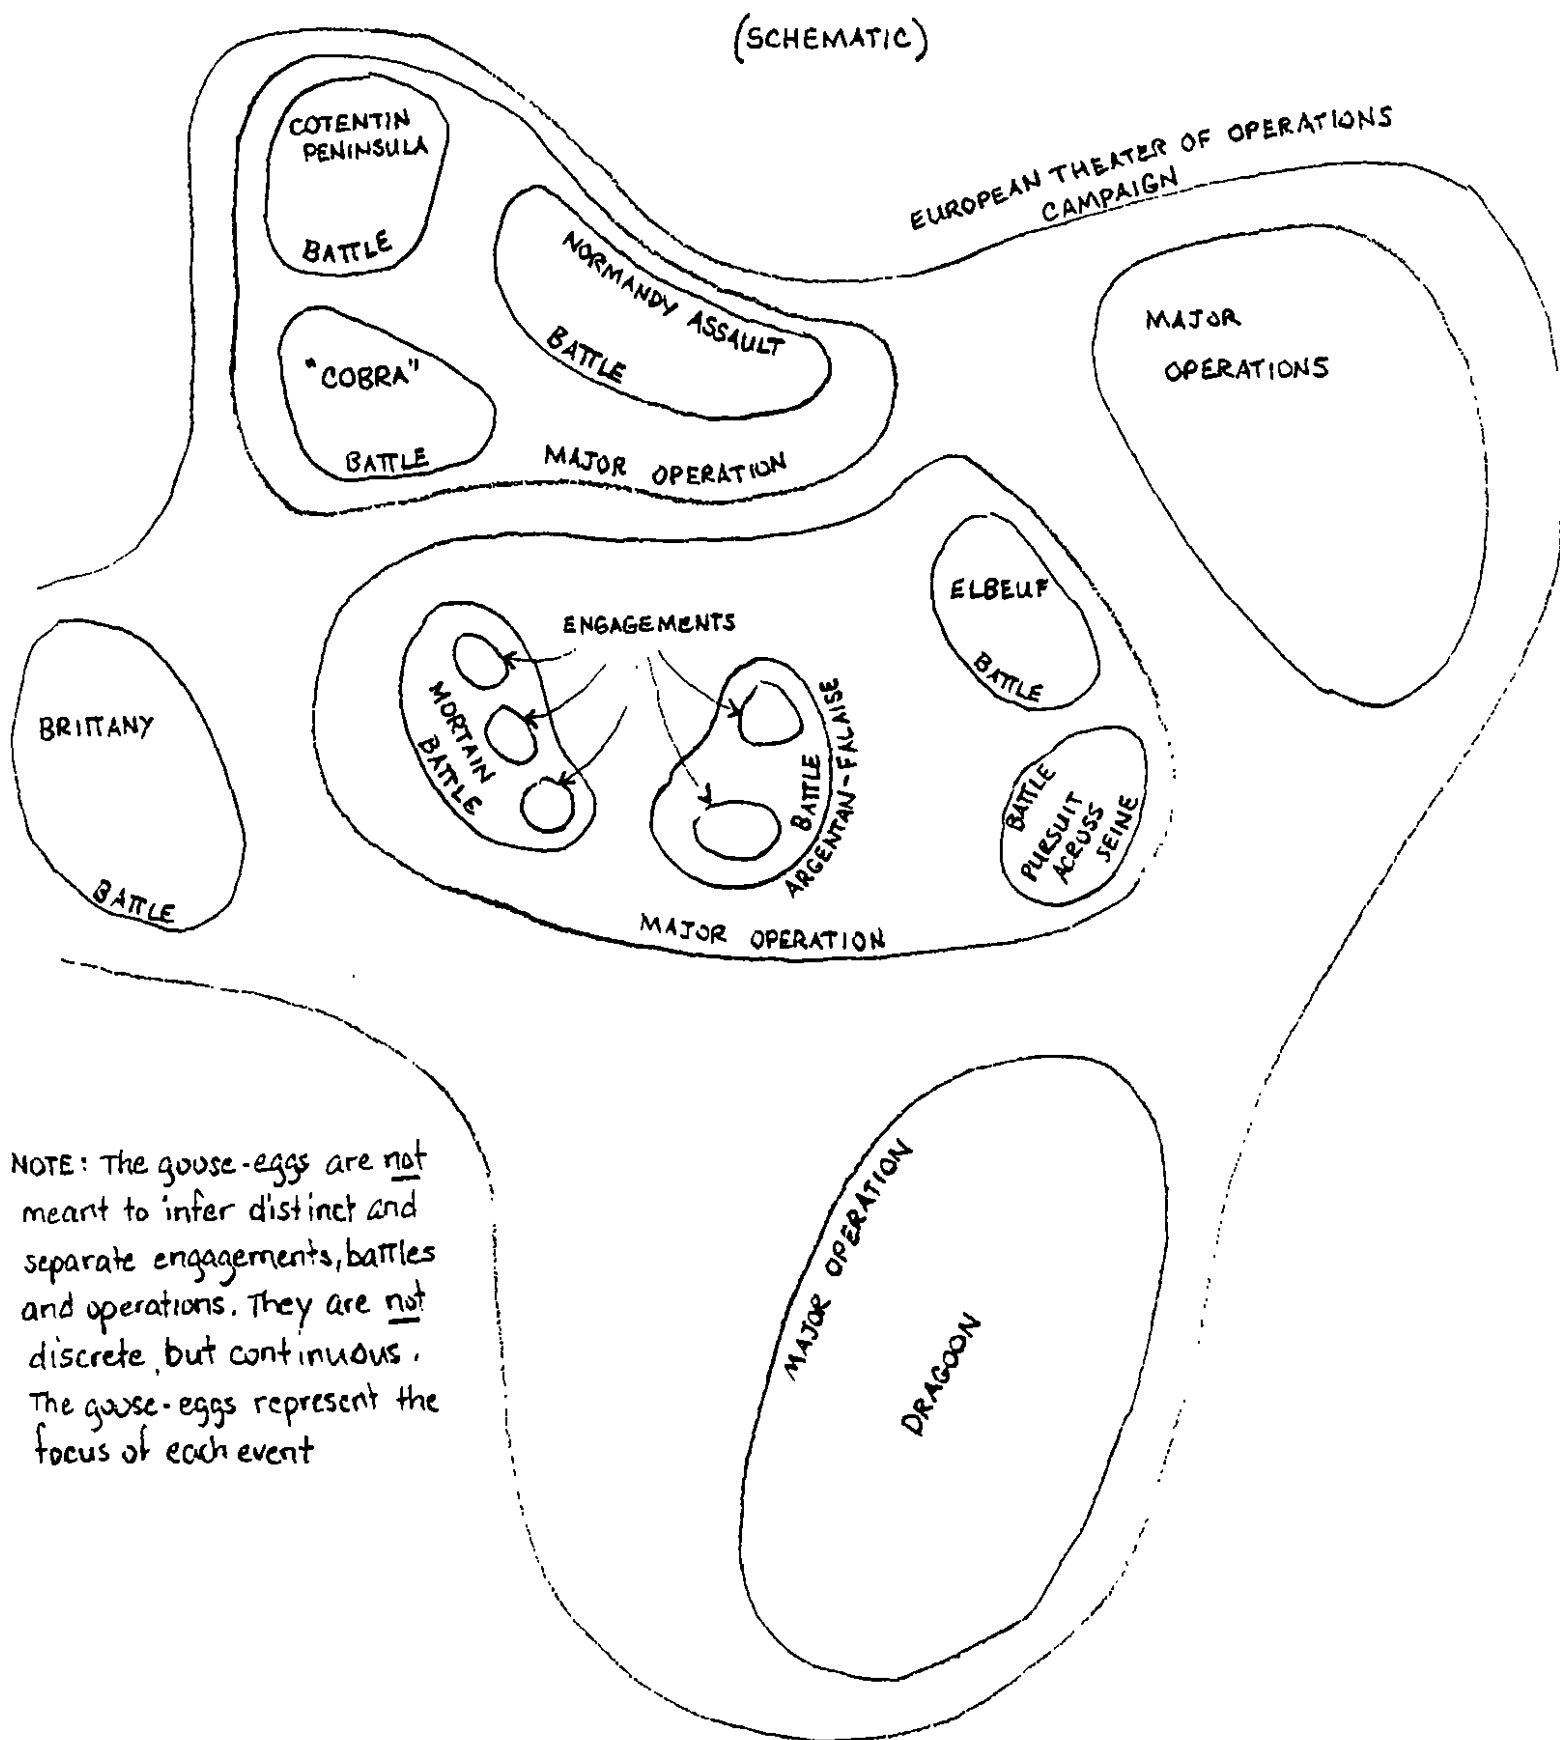 (SCHEMATIC)
EUROPEAN THEATER OF OPERATIONS
CAMPAIGN
COTENTIN
PENINSULA
BATTLE
NORMANDY ASSAULT
BATTLE
"COBRA"
BATTLE
MAJOR OPERATION
MAJOR
OPERATIONS
ENGAGEMENTS
MORTAIN
BATTLE
BATTLE
ARGENTAN-FALAISE
ELBEUF
BATTLE
BATTLE
PURSUIT
ACROSS
SEINE
MAJOR OPERATION
BRITTANY
BATTLE
MAJOR OPERATION
DRAGOON
NOTE: The goose-eggs are not
meant to infer distinct and
separate engagements, battles
and operations. They are not
discrete, but continuous.
The goose-eggs represent the
focus of each event